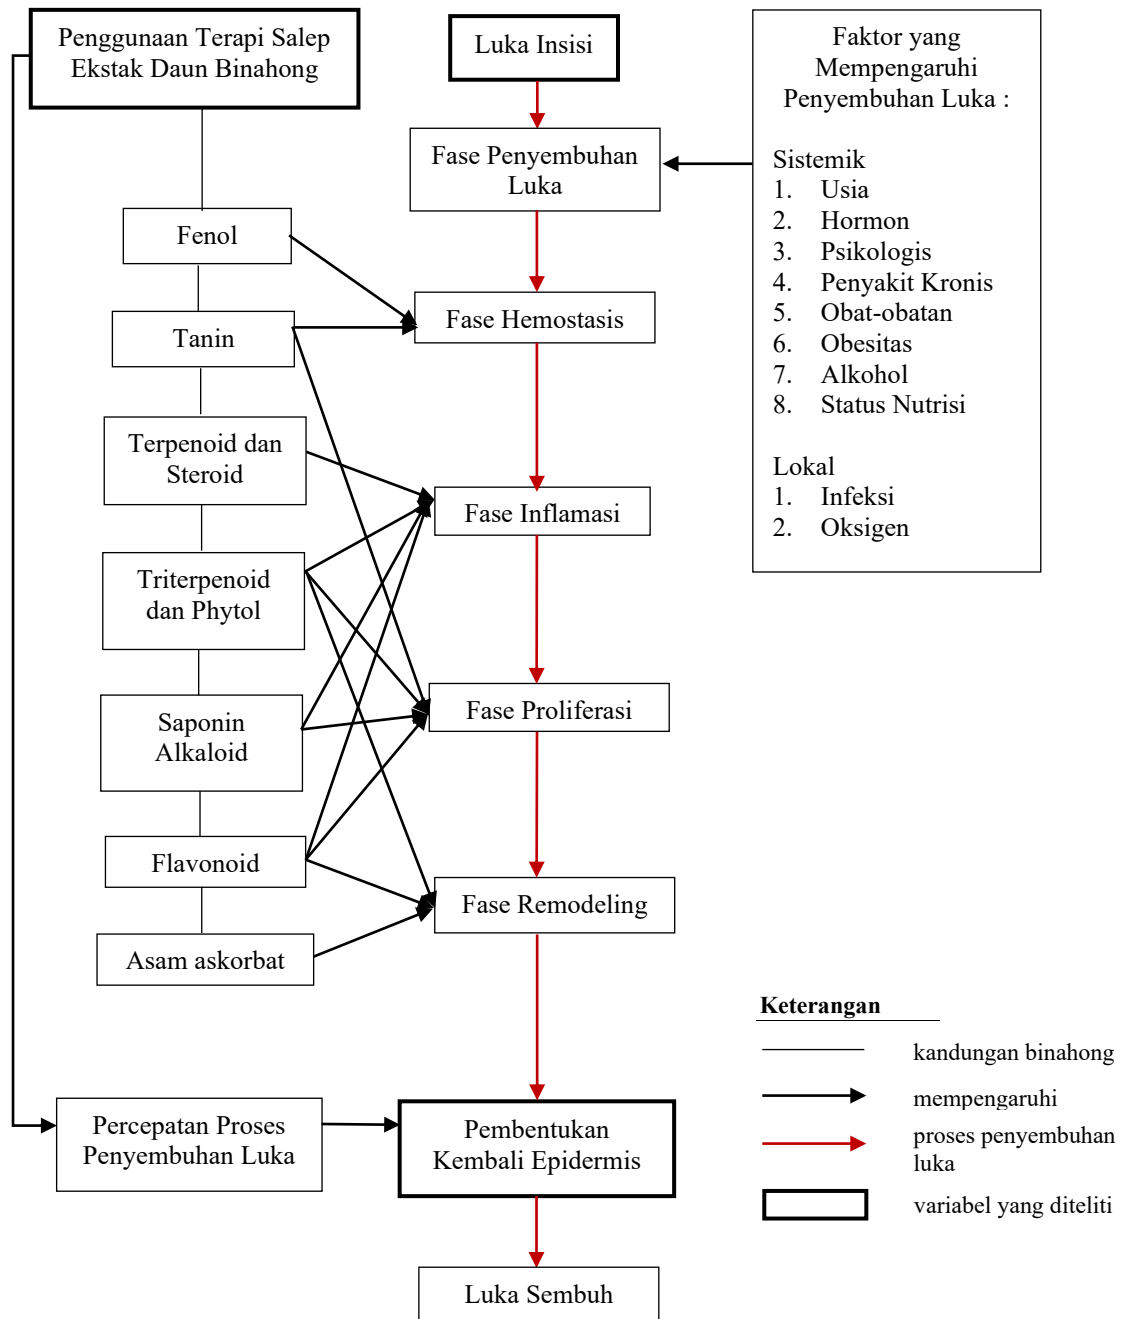 Penggunaan Terapi Salep
Ekstak Daun Binahong
Luka Insisi
Faktor yang
Mempengaruhi
Penyembuhan Luka :
Sistemik
1. Usia
2. Hormon
3. Psikologis
4. Penyakit Kronis
5. Obat-obatan
6. Obesitas
7. Alkohol
8. Status Nutrisi
Lokal
1. Infeksi
2. Oksigen
Fase Penyembuhan
Luka
Fenol
Fase Hemostasis
Tanin
Terpenoid dan
Steroid
Fase Inflamasi
Triterpenoid
dan Phytol
Fase Proliferasi
Saponin
Alkaloid
Flavonoid
Fase Remodeling
Asam askorbat
Percepatan Proses
Penyembuhan Luka
Pembentukan
Kembali Epidermis
Luka Sembuh
Keterangan
kandungan binahong
mempengaruhi
proses penyembuhan
luka
variabel yang diteliti